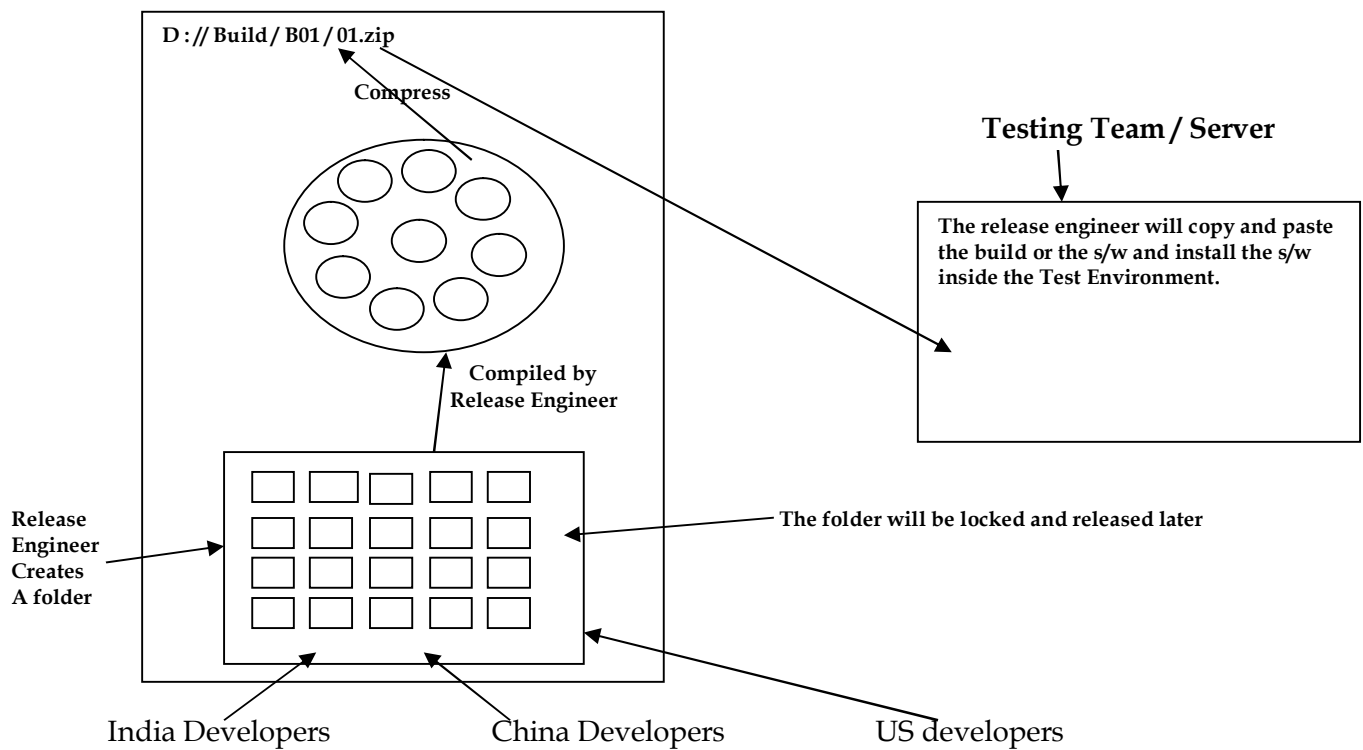 D : // Build / B01 / 01.zip
Compress
Testing Team / Server
The release engineer will copy and paste
the build or the s/w and install the s/w
inside the Test Environment.
Compiled by
Release Engineer
Release
Engineer
Creates
A folder
The folder will be locked and released later
India Developers
China Developers
US developers